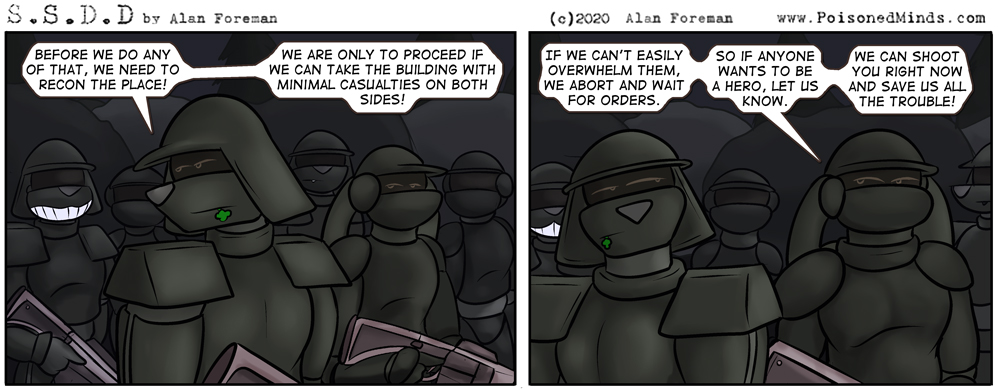 S.S.D.D by Alan Foreman
(c)2020 Alan Foreman www.PoisonedMinds.com
BEFORE WE DO ANY
OF THAT, WE NEED TO
RECON THE PLACE!
WE ARE ONLY TO PROCEED IF
WE CAN TAKE THE BUILDING WITH
MINIMAL CASUALTIES ON BOTH
SIDES!
IF WE CAN'T EASILY
OVERWHELM THEM,
WE ABORT AND WAIT
FOR ORDERS.
SO IF ANYONE
WANTS TO BE
A HERO, LET US
KNOW.
WE CAN SHOOT
YOU RIGHT NOW
AND SAVE US ALL
THE TROUBLE!